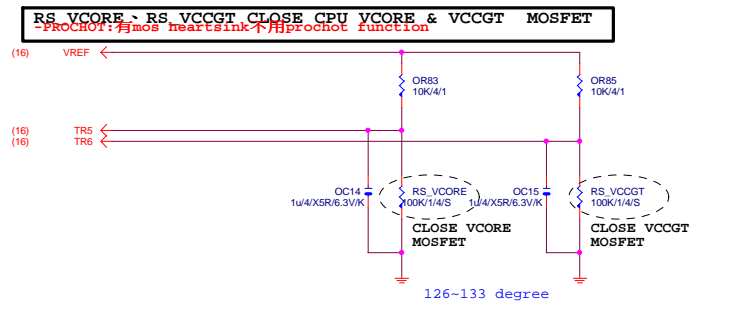 RS_VCORE、RS_VCCGT CLOSE CPU VCORE & VCCGT MOSFET
-PROCHOT:有mos heartsink不用prochot function
(16) VREF
OR83
10K/4/1
OR85
10K/4/1
(16) TR5
(16) TR6
OC14
1u/4/X5R/6.3V/K
RS_VCORE
100K/1/4/S
OC15
1u/4/X5R/6.3V/K
RS_VCCGT
100K/1/4/S
CLOSE VCORE
MOSFET
CLOSE VCCGT
MOSFET
126~133 degree